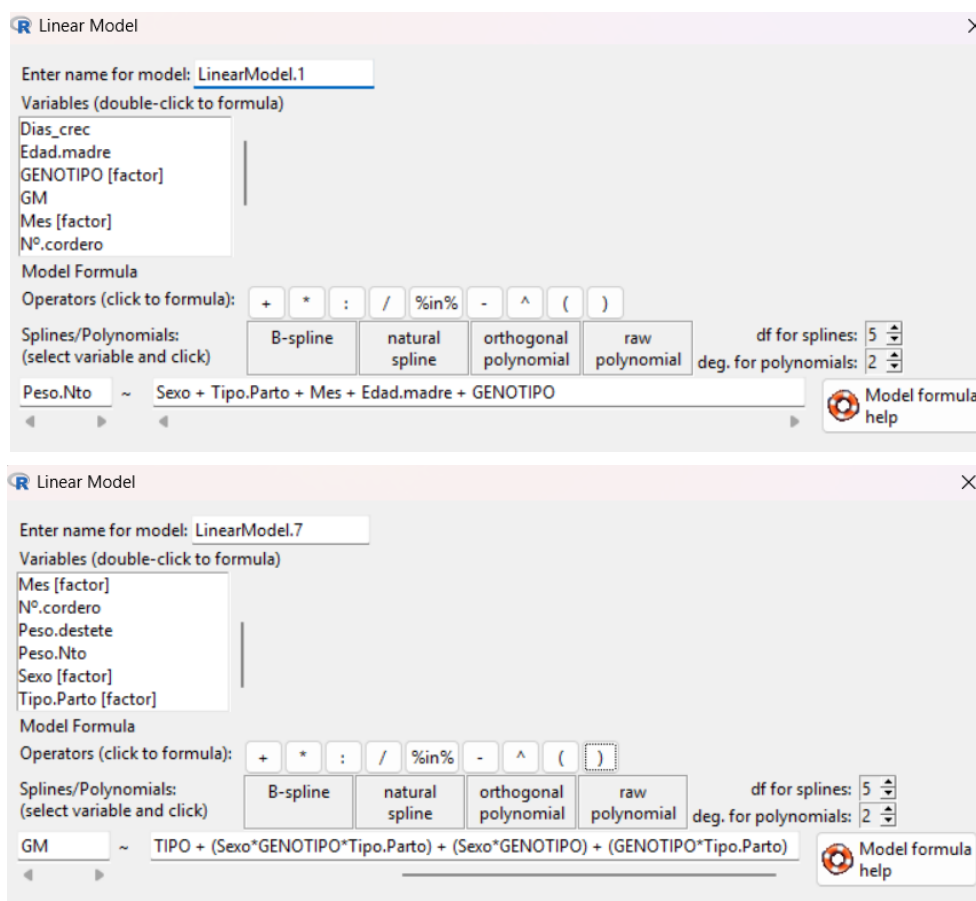 Linear Model
Enter name for model: LinearModel.1
Variables (double-click to formula)
Dias_crec
Edad.madre
GENOTIPO [factor]
GM
Mes [factor]
Nº.cordero
Model Formula
Operators (click to formula): + * : / %in% - ^ ( )
Splines/Polynomials:
(select variable and click)
B-spline
natural
spline
orthogonal
polynomial
raw
polynomial
df for splines: 5
deg. for polynomials: 2
Peso.Nto ~ Sexo + Tipo.Parto + Mes + Edad.madre + GENOTIPO
Model formula
help
Linear Model
Enter name for model: LinearModel.7
Variables (double-click to formula)
Mes [factor]
Nº.cordero
Peso.destete
Peso.Nto
Sexo [factor]
Tipo.Parto [factor]
Model Formula
Operators (click to formula): + * : / %in% - ^ ( )
Splines/Polynomials:
(select variable and click)
B-spline
natural
spline
orthogonal
polynomial
raw
polynomial
df for splines: 5
deg. for polynomials: 2
GM ~ TIPO + (Sexo*GENOTIPO*Tipo.Parto) + (Sexo*GENOTIPO) + (GENOTIPO*Tipo.Parto)
Model formula
help